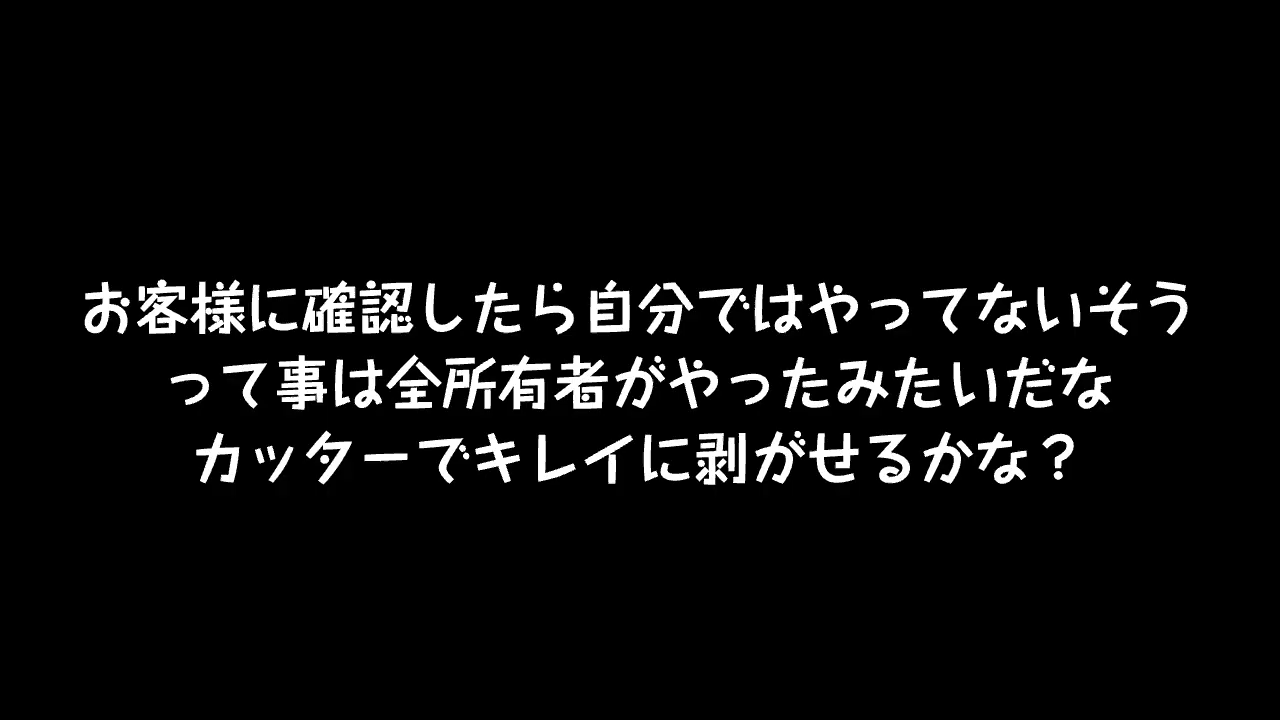 お客様に確認したら自分ではやってないそう
って事は全所有者がやったみたいだな
カッターでキレイに剥がせるかな？